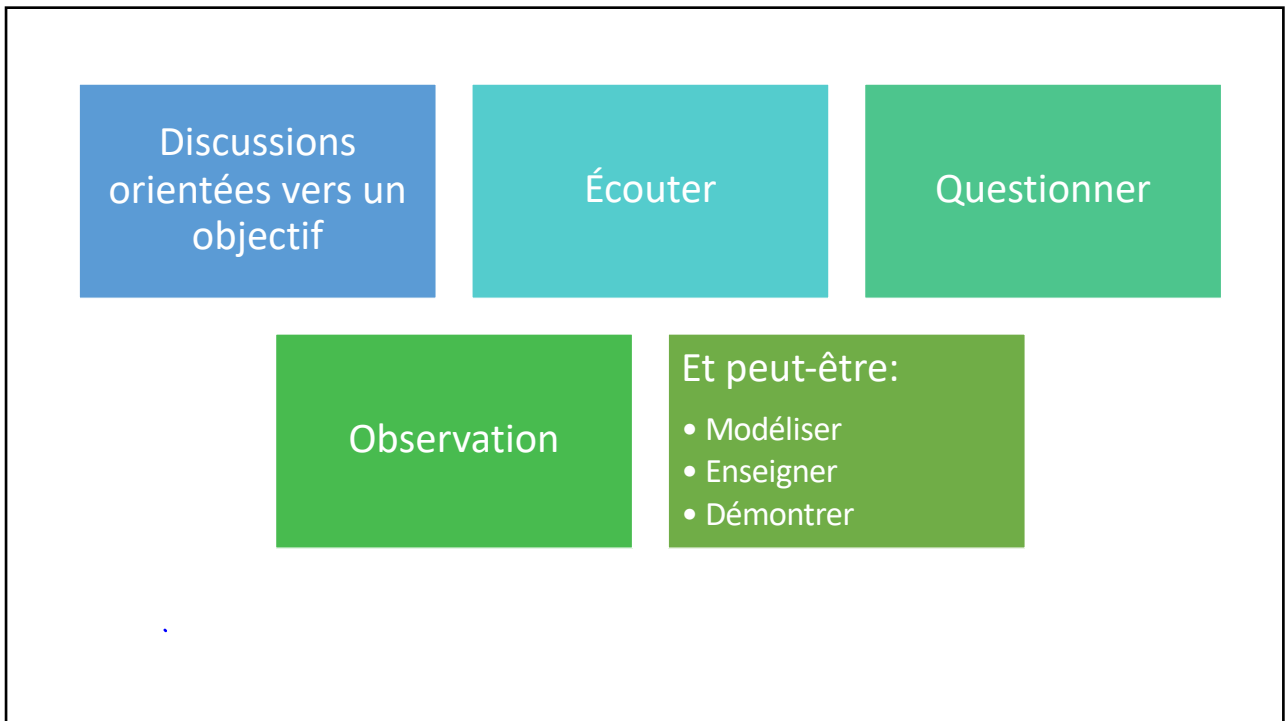 Discussions
orientées vers un
objectif
Écouter
Questionner
Observation
Et peut-être:
• Modéliser
• Enseigner
• Démontrer